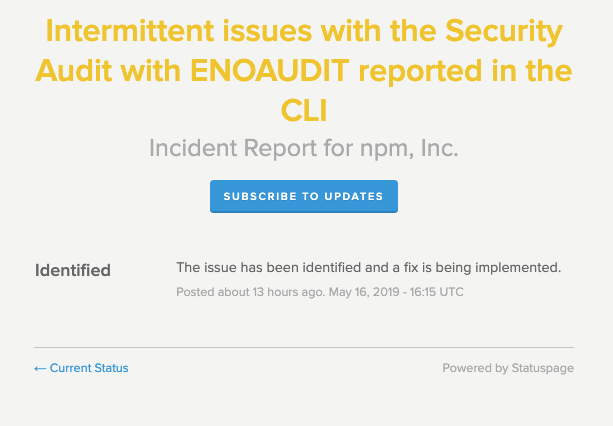 Intermittent issues with the Security
Audit with ENOAUDIT reported in the
CLI
Incident Report for npm, Inc.
SUBSCRIBE TO UPDATES
Identified
The issue has been identified and a fix is being implemented.
Posted about 13 hours ago. May 16, 2019 - 16:15 UTC
← Current Status
Powered by Statuspage